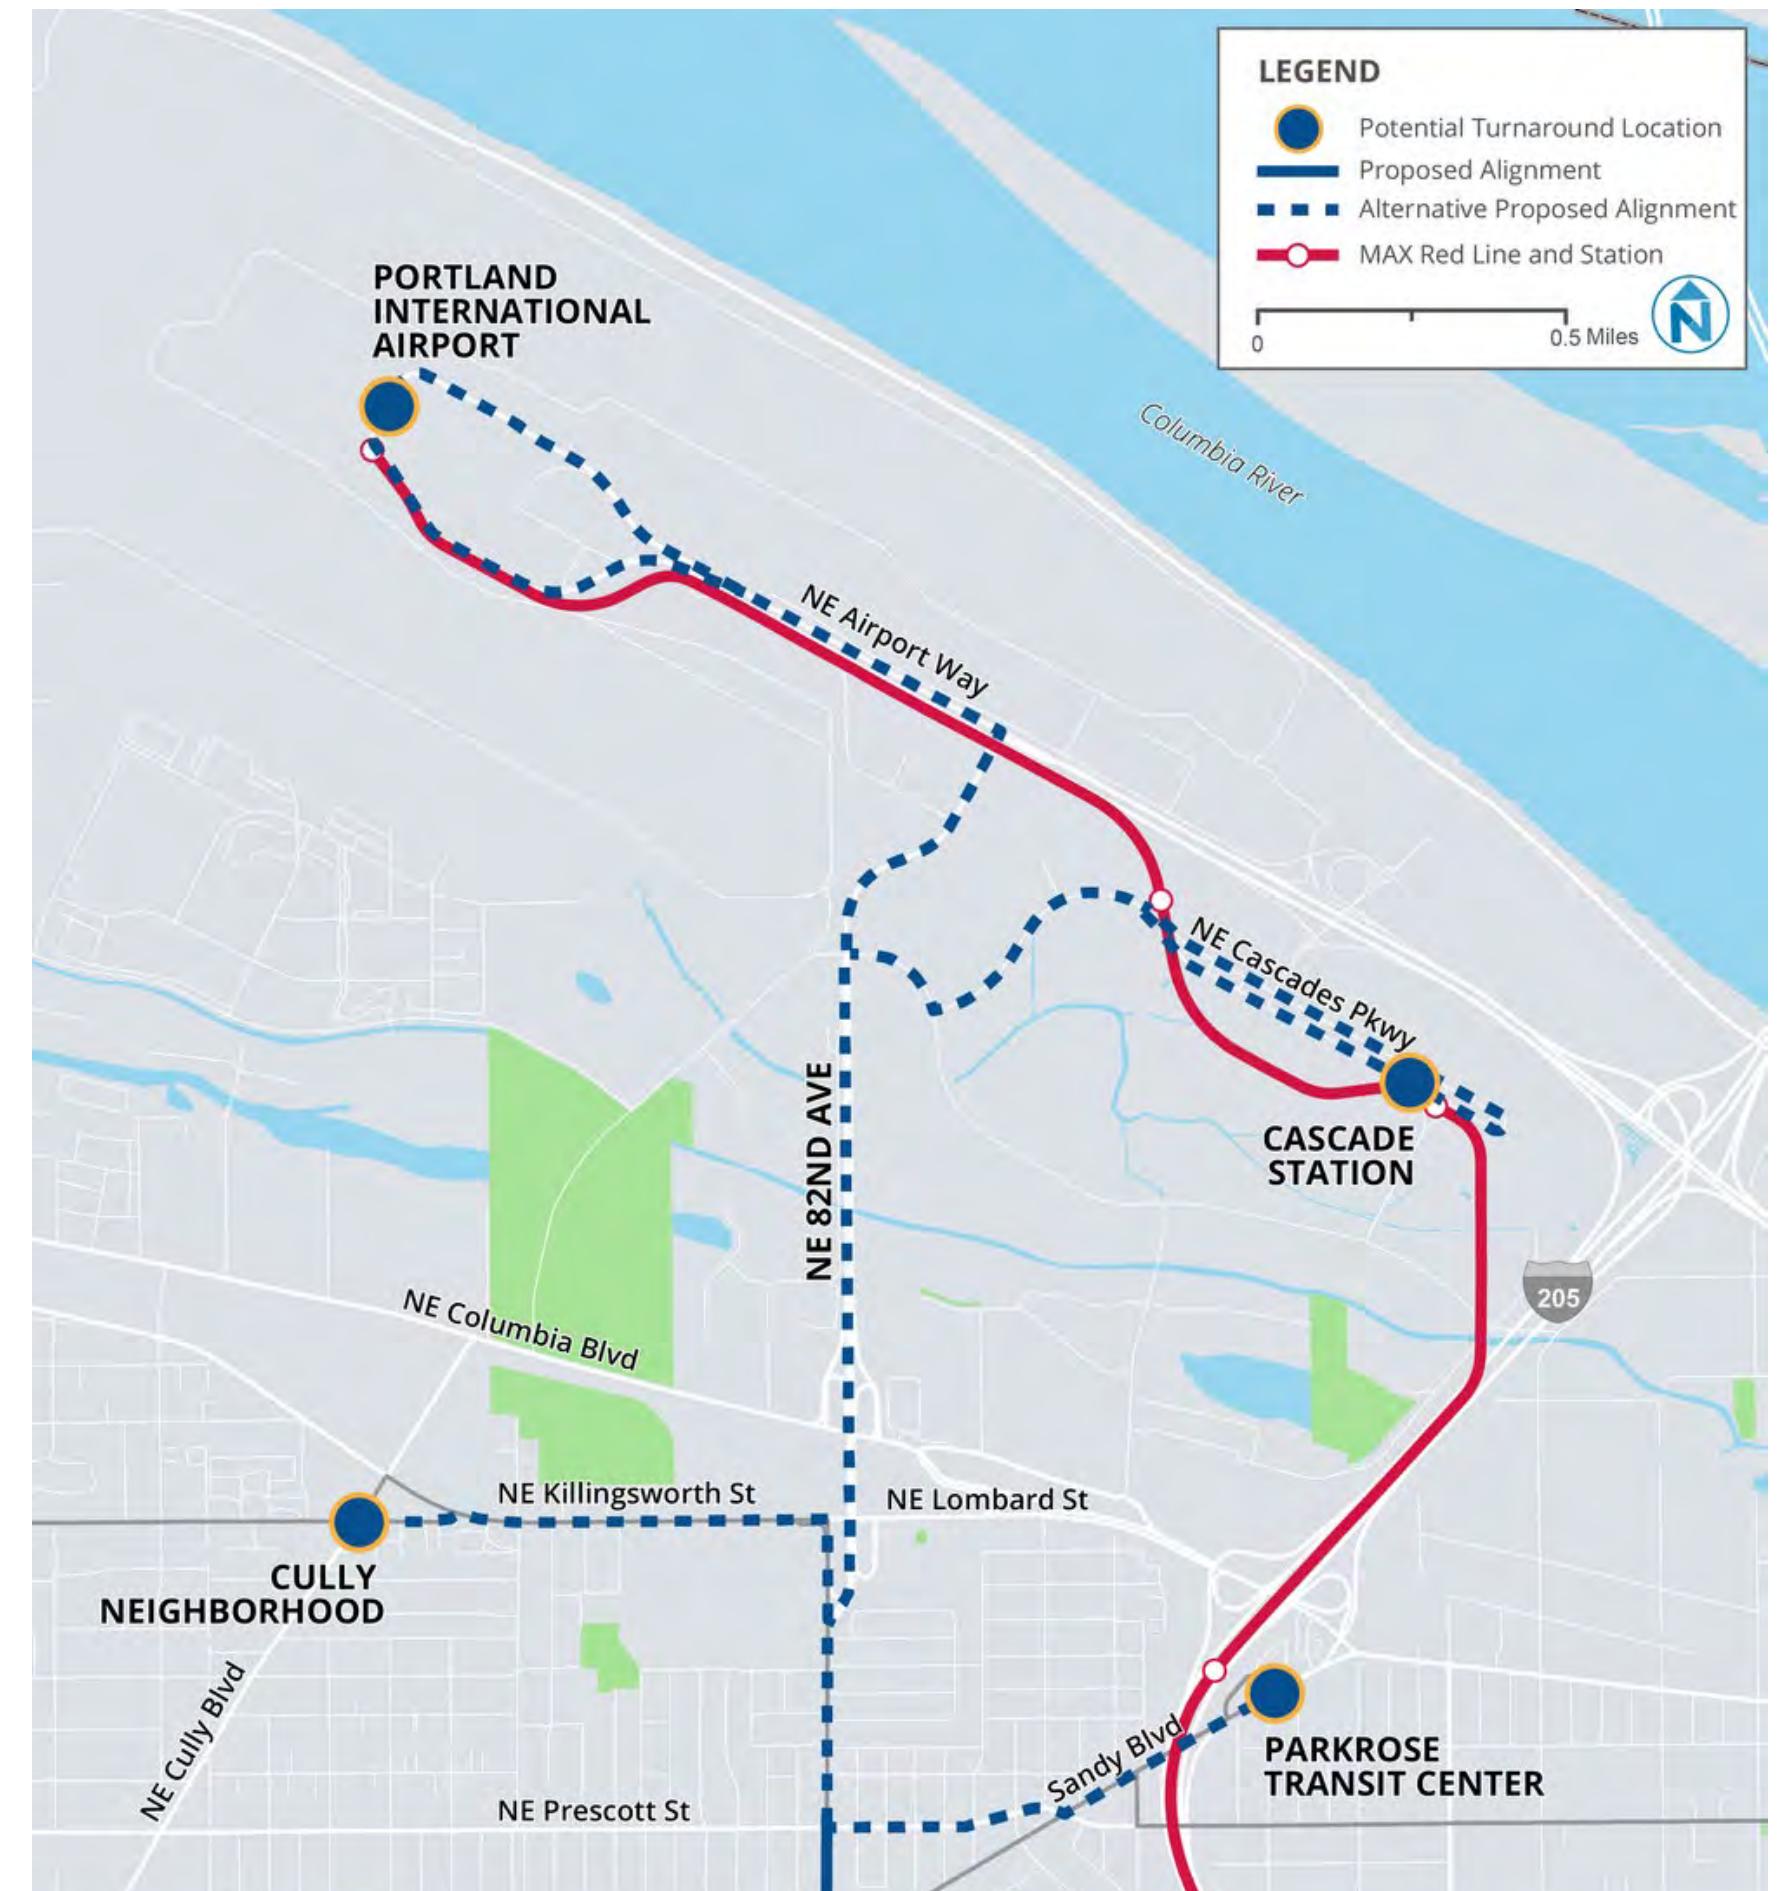 LEGEND
Potential Turnaround Location
Proposed Alignment
Alternative Proposed Alignment
MAX Red Line and Station
0
0.5 Miles
N
PORTLAND
INTERNATIONAL
AIRPORT
Columbia River
NE Airport Way
NE Cascades Pkwy
NE 82ND AVE
CASCADE
STATION
205
NE Columbia Blvd
NE Killingsworth St
NE Lombard St
CULLY
NEIGHBORHOOD
NE Cully Blvd
Sandy Blvd
PARKROSE
TRANSIT CENTER
NE Prescott St